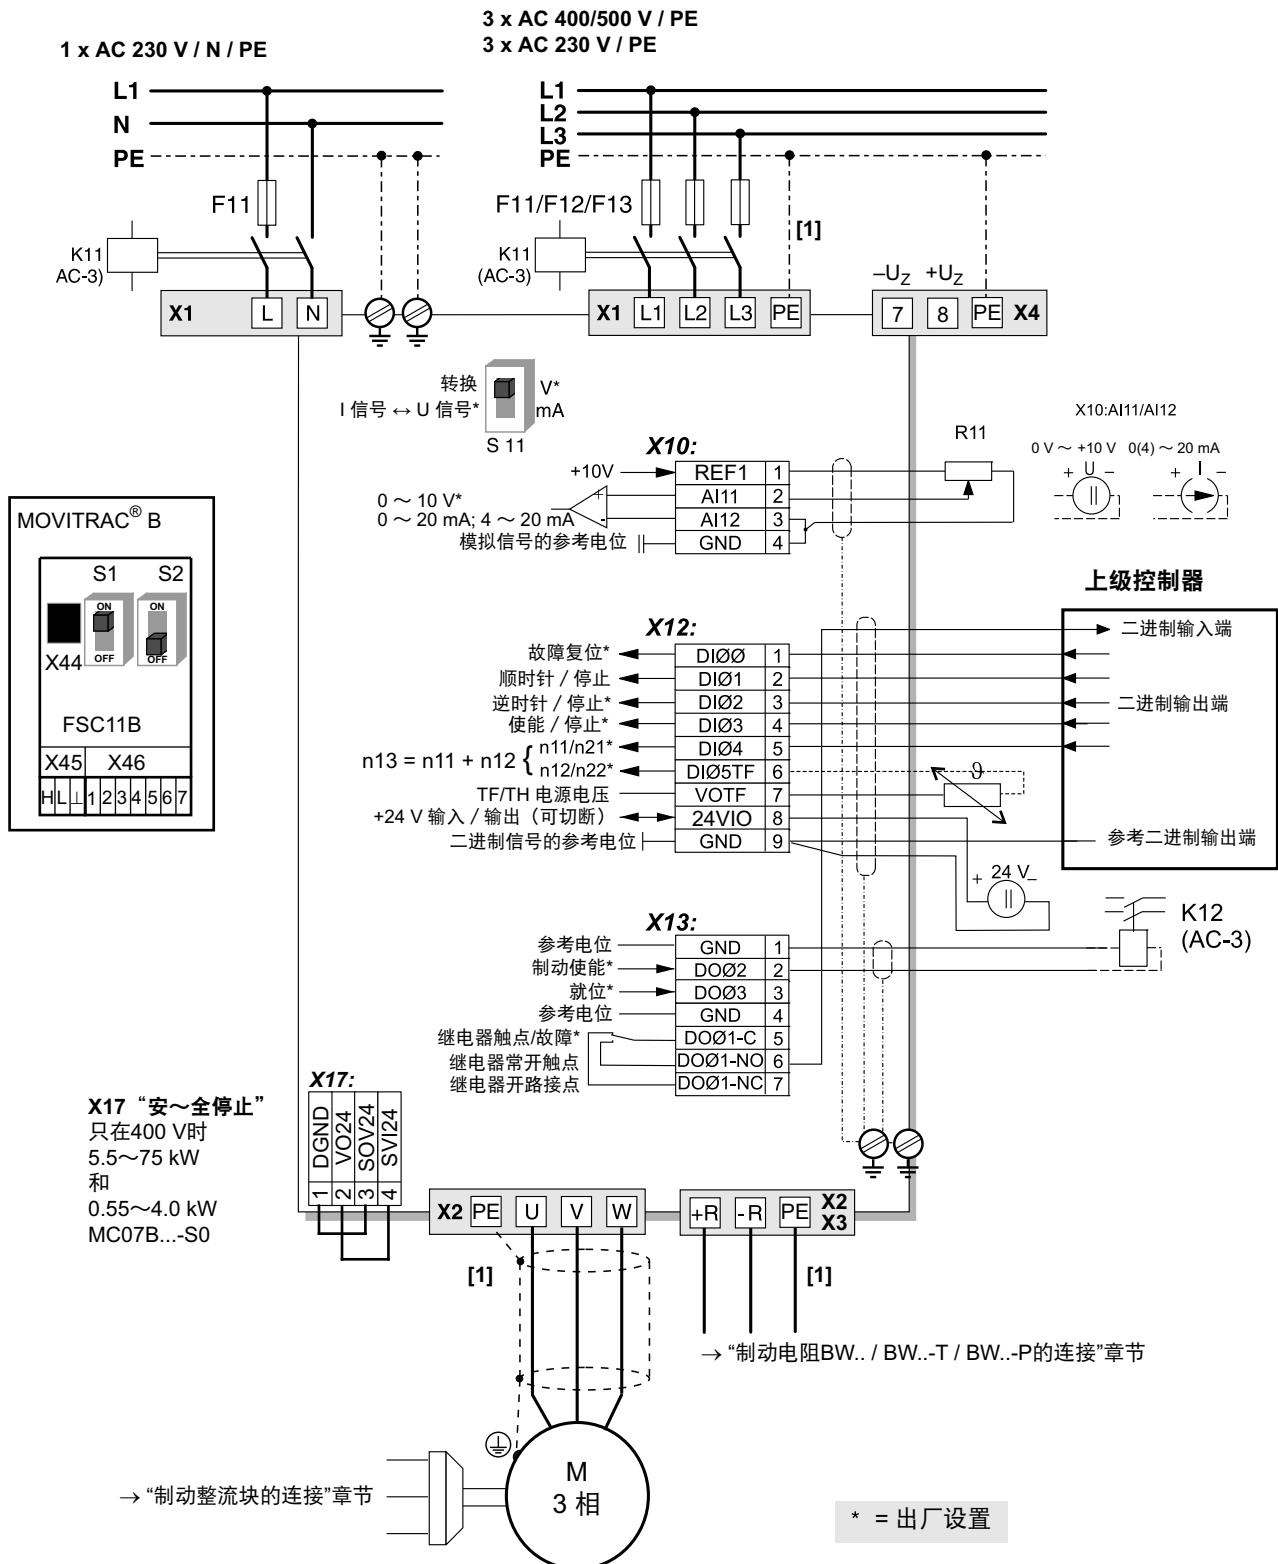 3 x AC 400/500 V / PE
1 x AC 230 V / N / PE
3 x AC 230 V / PE
L1
N
PE
L1
L2
L3
PE
F11
F11/F12/F13
[1]
K11
AC-3)
K11
(AC-3)
–UZ +UZ
X1 L N
X1 L1 L2 L3 PE
7 8 PE X4
转换
I 信号 ↔ U 信号*
V*
mA
S 11
X10:AI11/AI12
0 V ～ +10 V 0(4) ～ 20 mA
+ U –
+ I –
R11
X10:
+10V REF1 1
0 ～ 10 V* AI11 2
0 ～ 20 mA; 4 ～ 20 mA AI12 3
模拟信号的参考电位 GND 4
+
-
MOVITRAC® B
S1 S2
ON ON
OFF OFF
X44
FSC11B
X45 X46
H L ⊥ 1 2 3 4 5 6 7
上级控制器
二进制输入端
二进制输出端
参考二进制输出端
X12:
故障复位* DIØØ 1
顺时针 / 停止 DIØ1 2
逆时针 / 停止* DIØ2 3
使能 / 停止* DIØ3 4
n13 = n11 + n12 {
n11/n21* DIØ4 5
n12/n22* DIØ5TF 6
TF/TH 电源电压 VOTF 7
+24 V 输入 / 输出（可切断） 24VIO 8
二进制信号的参考电位 GND 9
ϑ
+ 24 V –
K12
(AC-3)
X13:
参考电位 GND 1
制动使能* DOØ2 2
就位* DOØ3 3
参考电位 GND 4
继电器触点/故障* DOØ1-C 5
继电器常开触点 DOØ1-NO 6
继电器开路接点 DOØ1-NC 7
X17:
DGND 1
VO24 2
SOV24 3
SVI24 4
X17“安～全停止”
只在400 V时
5.5～75 kW
和
0.55～4.0 kW
MC07B...-S0
X2 PE U V W
+R -R PE X2
X3
[1]
[1]
→ “制动电阻BW.. / BW..-T / BW..-P的连接”章节
M
3 相
→ “制动整流块的连接”章节
* = 出厂设置